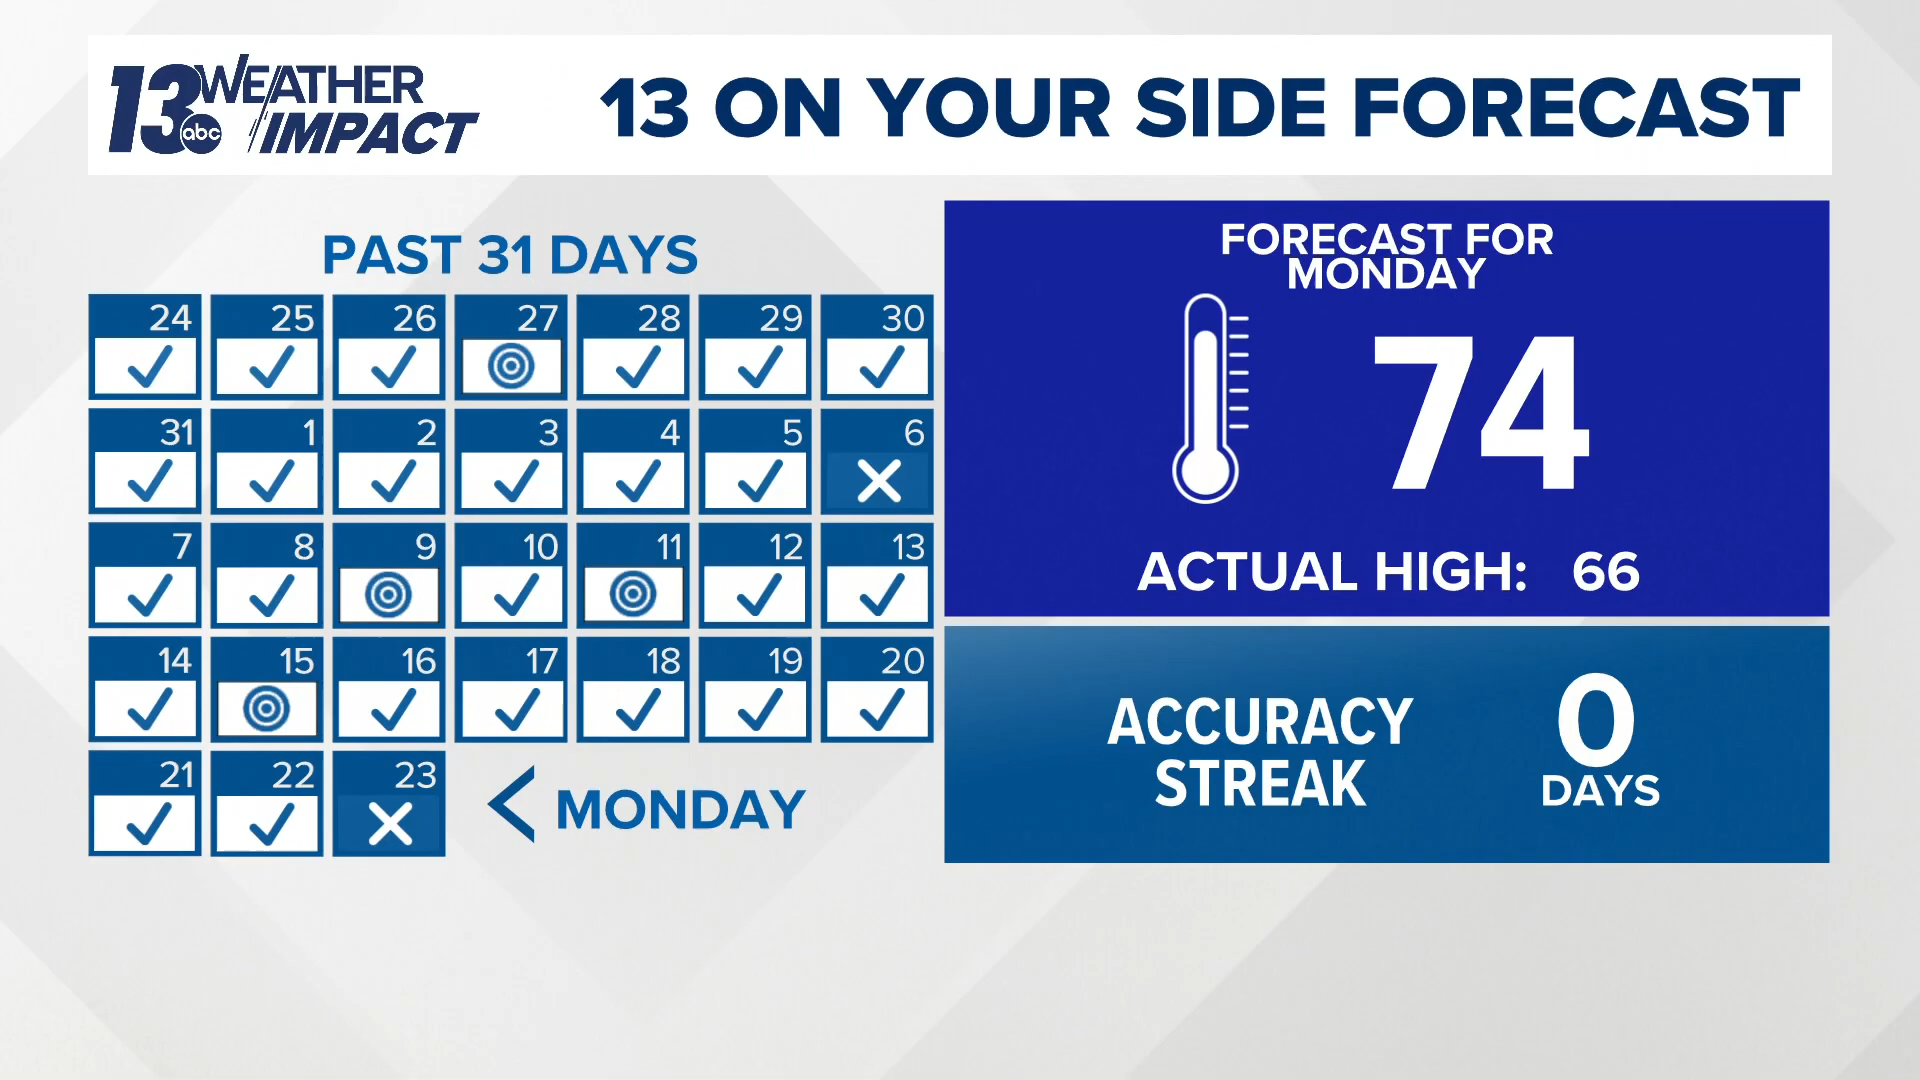 13 WEATHER IMPACT
abc
13 ON YOUR SIDE FORECAST
PAST 31 DAYS
24 25 26 27 28 29 30
31 1 2 3 4 5 6
7 8 9 10 11 12 13
14 15 16 17 18 19 20
21 22 23
< MONDAY
FORECAST FOR
MONDAY
74
ACTUAL HIGH: 66
ACCURACY
STREAK
0
DAYS